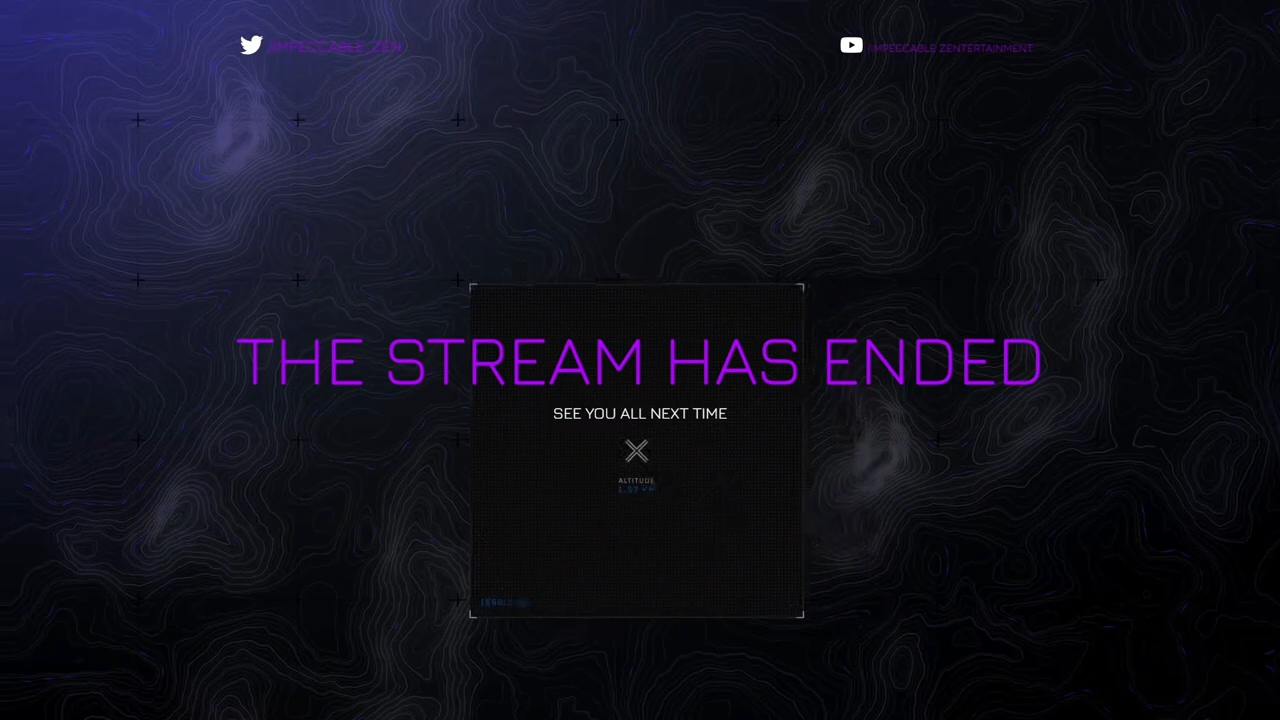 /IMPECCABLE_ZEN
/IMPECCABLE ZENTERTAINMENT
THE STREAM HAS ENDED
SEE YOU ALL NEXT TIME
ALTITUDE